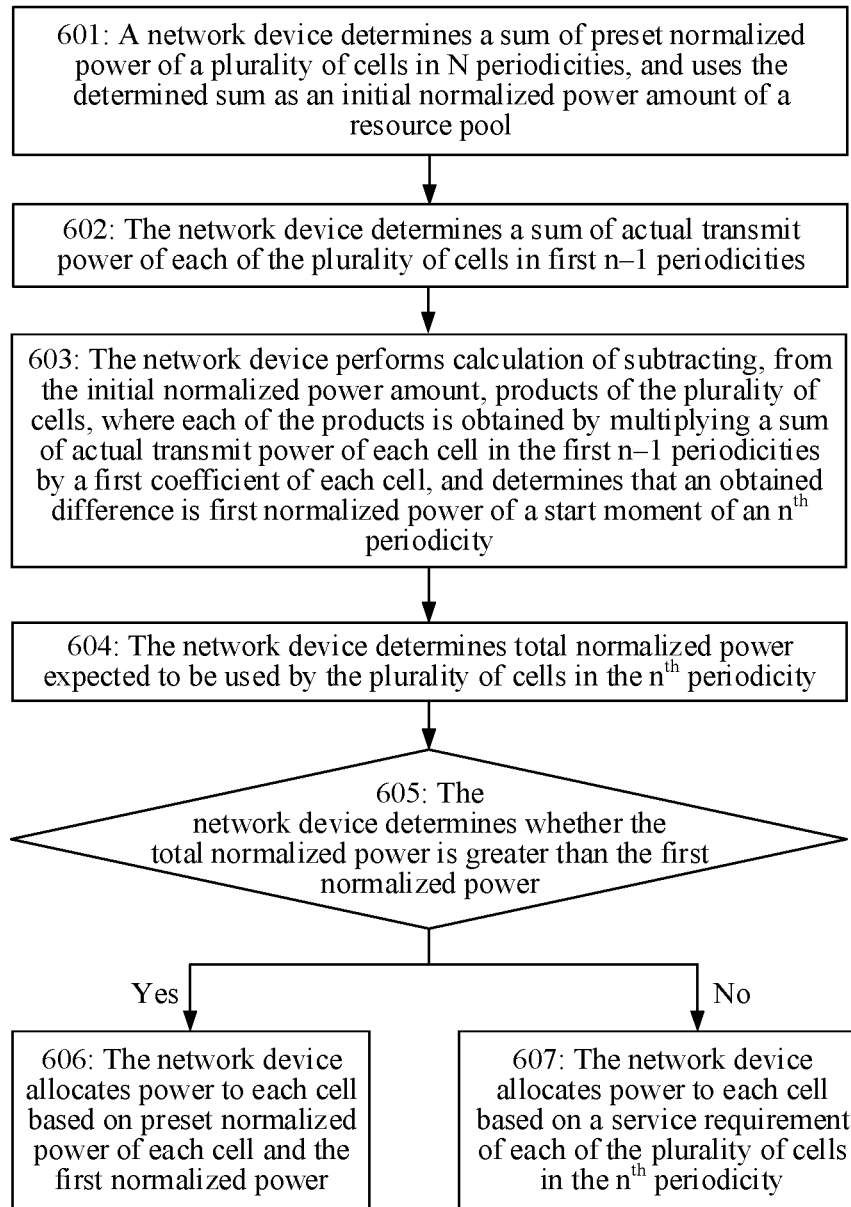 601: A network device determines a sum of preset normalized
power of a plurality of cells in N periodicities, and uses the
determined sum as an initial normalized power amount of a
resource pool
602: The network device determines a sum of actual transmit
power of each of the plurality of cells in first n–1 periodicities
603: The network device performs calculation of subtracting, from
the initial normalized power amount, products of the plurality of
cells, where each of the products is obtained by multiplying a sum
of actual transmit power of each cell in the first n–1 periodicities
by a first coefficient of each cell, and determines that an obtained
difference is first normalized power of a start moment of an nth
periodicity
604: The network device determines total normalized power
expected to be used by the plurality of cells in the nth periodicity
605: The
network device determines whether the
total normalized power is greater than the first
normalized power
Yes
No
606: The network device
allocates power to each cell
based on preset normalized
power of each cell and the
first normalized power
607: The network device
allocates power to each cell
based on a service requirement
of each of the plurality of cells
in the nth periodicity